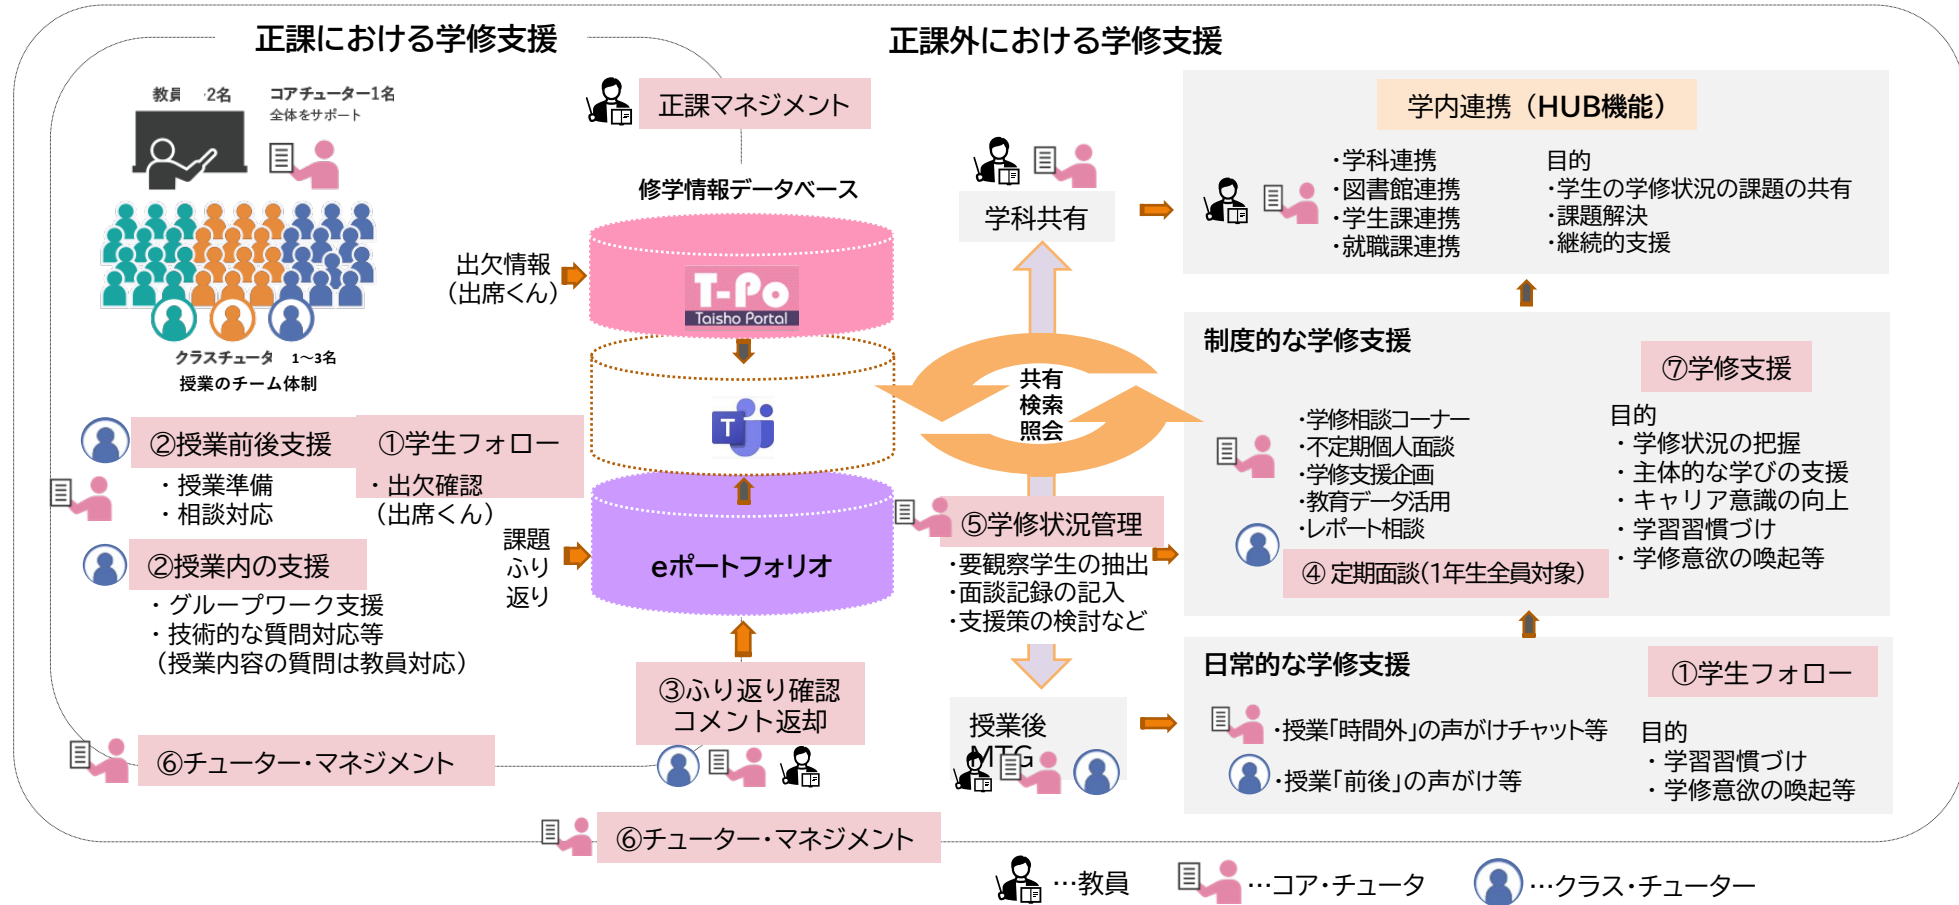 正課における学修支援
正課外における学修支援
教員 2名
コアチューター1名
全体をサポート
クラスチュータ 1～3名
授業のチーム体制
正課マネジメント
修学情報データベース
出欠情報
（出席くん）
T-Po
Taisho Portal
T
eポートフォリオ
課題
ふり
返り
②授業前後支援
・授業準備
・相談対応
①学生フォロー
・出欠確認
（出席くん）
②授業内の支援
・グループワーク支援
・技術的な質問対応等
（授業内容の質問は教員対応）
③ふり返り確認
コメント返却
⑥チューター・マネジメント
⑥チューター・マネジメント
学科共有
共有
検索
照会
⑤学修状況管理
・要観察学生の抽出
・面談記録の記入
・支援策の検討など
授業後
MTG
学内連携（HUB機能）
・学科連携
・図書館連携
・学生課連携
・就職課連携
目的
・学生の学修状況の課題の共有
・課題解決
・継続的支援
制度的な学修支援
⑦学修支援
・学修相談コーナー
・不定期個人面談
・学修支援企画
・教育データ活用
・レポート相談
④ 定期面談（1年生全員対象）
目的
・学修状況の把握
・主体的な学びの支援
・キャリア意識の向上
・学習習慣づけ
・学修意欲の喚起等
日常的な学修支援
①学生フォロー
・授業「時間外」の声がけチャット等
・授業「前後」の声がけ等
目的
・学習習慣づけ
・学修意欲の喚起等
…教員
…コア・チュータ
…クラス・チューター